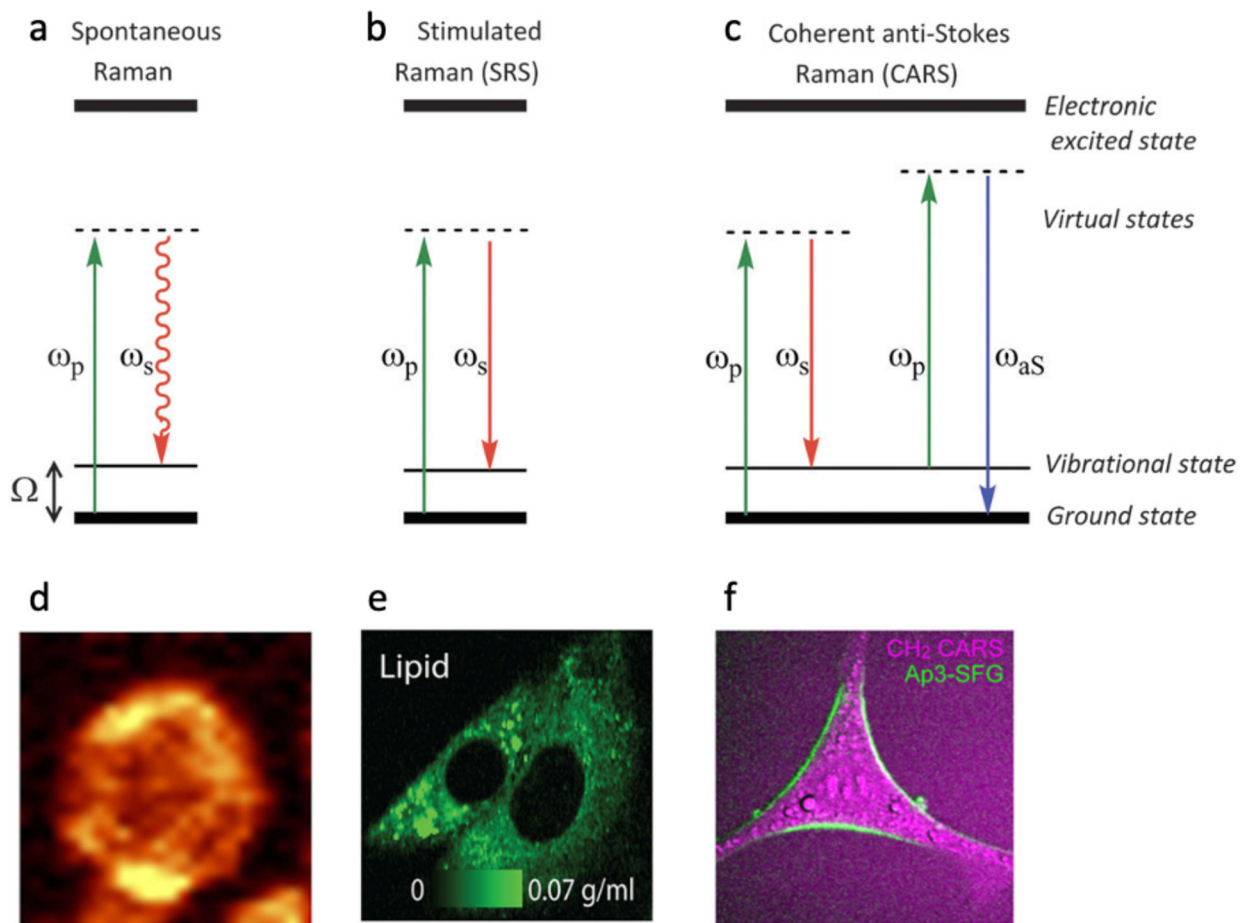 a Spontaneous
Raman
b Stimulated
Raman (SRS)
c Coherent anti-Stokes
Raman (CARS)
Electronic
excited state
Virtual states
ωp ωs
ωp ωs
ωp ωs ωp ωaS
Ω
Vibrational state
Ground state
d
e
f
Lipid
0 0.07 g/ml
CH₂ CARS
Ap3-SFG